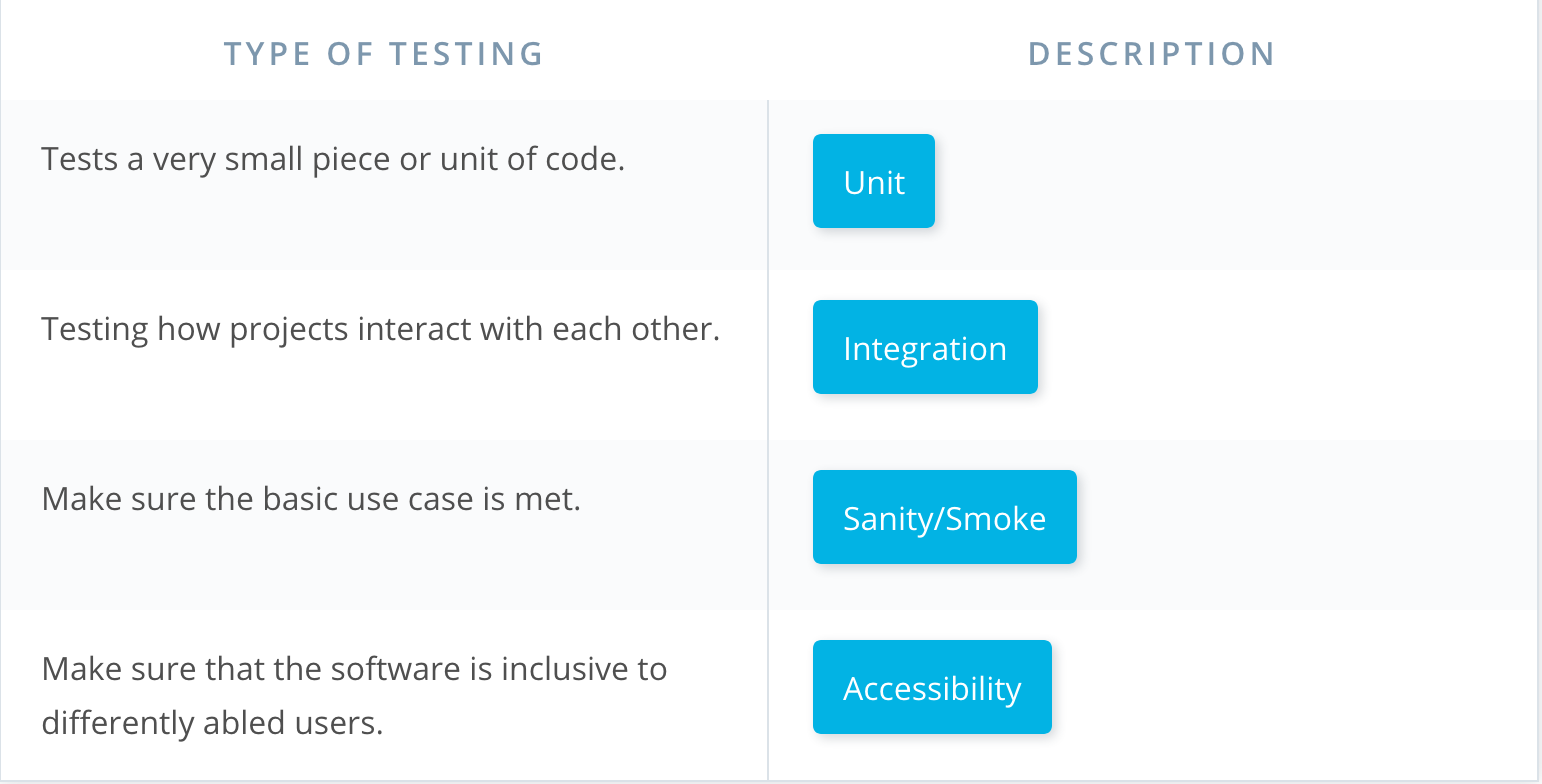 TYPE OF TESTING
DESCRIPTION
Tests a very small piece or unit of code.
Unit
Testing how projects interact with each other.
Integration
Make sure the basic use case is met.
Sanity/Smoke
Make sure that the software is inclusive to
differently abled users.
Accessibility